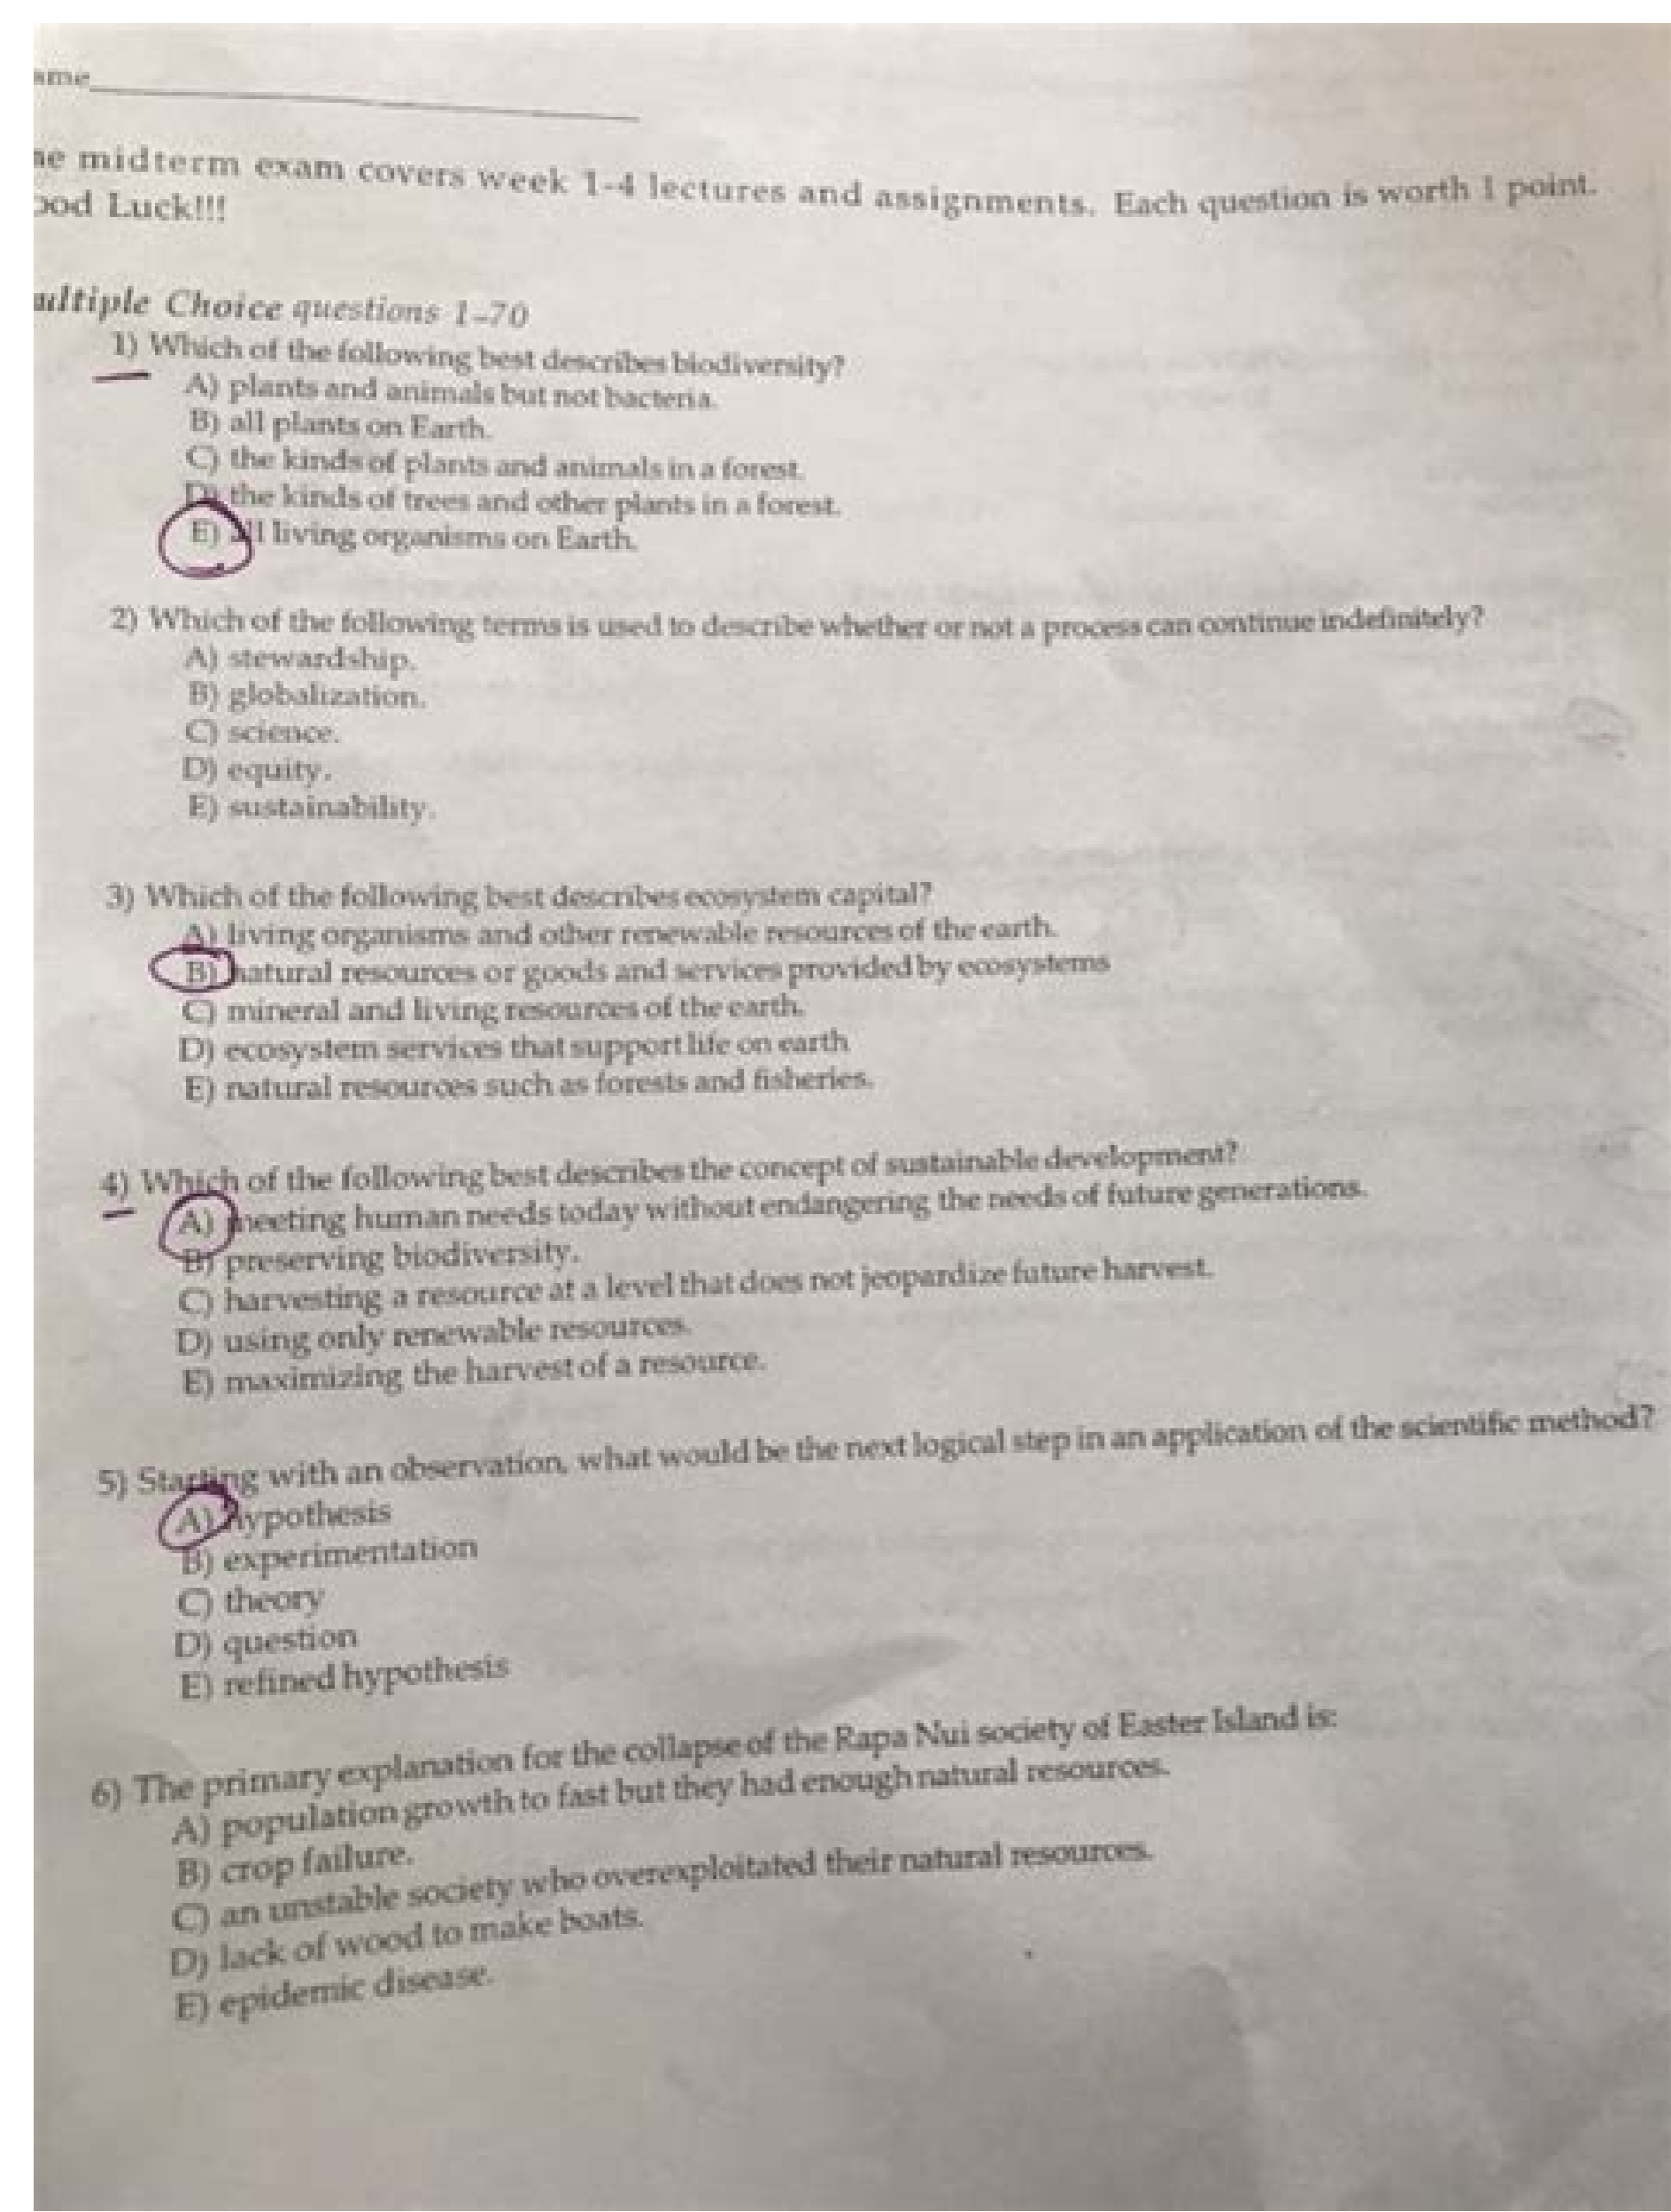 ame
he midterm exam covers week 1-4 lectures and assignments. Each question is worth 1 point.
ood Luck!!!
ultiple Choice questions 1-70
1) Which of the following best describes biodiversity?
A) plants and animals but not bacteria.
B) all plants on Earth.
C) the kinds of plants and animals in a forest.
D) the kinds of trees and other plants in a forest.
E) all living organisms on Earth.
2) Which of the following terms is used to describe whether or not a process can continue indefinitely?
A) stewardship.
B) globalization.
C) science.
D) equity.
E) sustainability.
3) Which of the following best describes ecosystem capital?
A) living organisms and other renewable resources of the earth.
B) natural resources or goods and services provided by ecosystems
C) mineral and living resources of the earth.
D) ecosystem services that support life on earth
E) natural resources such as forests and fisheries.
4) Which of the following best describes the concept of sustainable development?
A) meeting human needs today without endangering the needs of future generations.
B) preserving biodiversity.
C) harvesting a resource at a level that does not jeopardize future harvest.
D) using only renewable resources.
E) maximizing the harvest of a resource.
5) Starting with an observation, what would be the next logical step in an application of the scientific method?
A) hypothesis
B) experimentation
C) theory
D) question
E) refined hypothesis
6) The primary explanation for the collapse of the Rapa Nui society of Easter Island is:
A) population growth to fast but they had enough natural resources.
B) crop failure.
C) an unstable society who overexploitated their natural resources.
D) lack of wood to make boats.
E) epidemic disease.